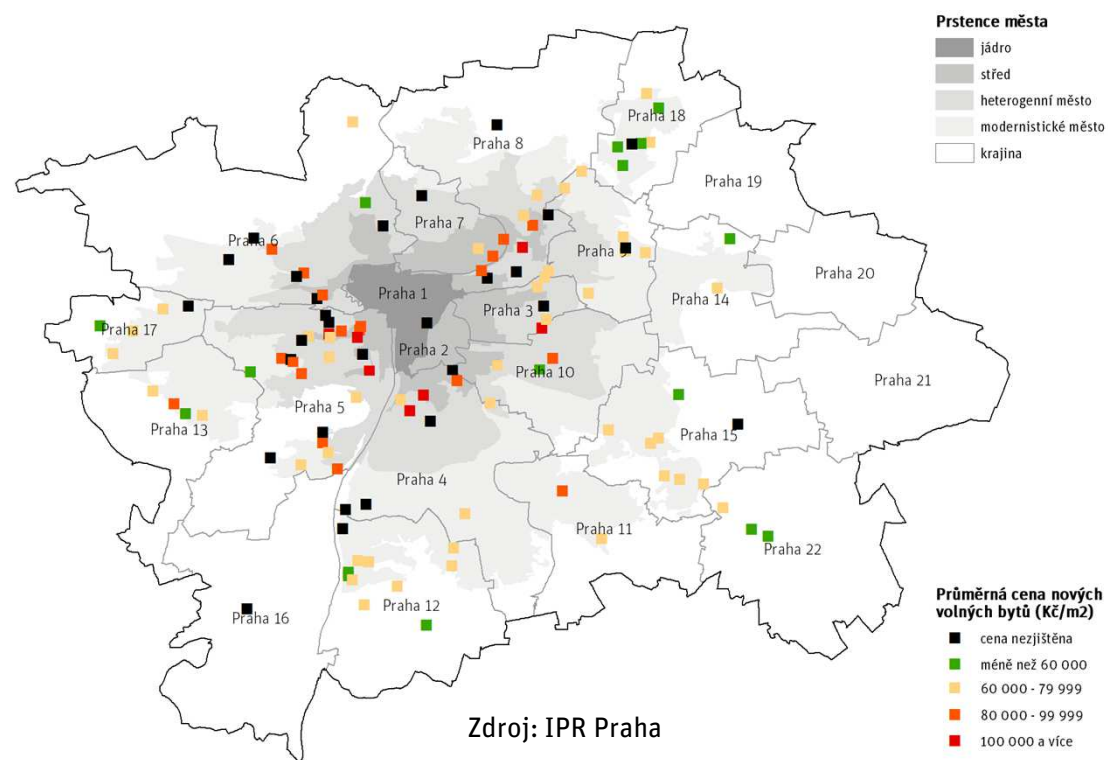 Prstence města
jádro
střed
heterogenní město
modernistické město
krajina
Praha 18
Praha 8
Praha 19
Praha 7
Praha 6
Praha 9
Praha 20
Praha 1
Praha 14
Praha 3
Praha 17
Praha 2
Praha 10
Praha 21
Praha 5
Praha 13
Praha 15
Praha 4
Praha 11
Praha 22
Praha 12
Praha 16
Průměrná cena nových
volných bytů (Kč/m2)
cena nezjištěna
méně než 60 000
60 000 - 79 999
80 000 - 99 999
100 000 a více
Zdroj: IPR Praha